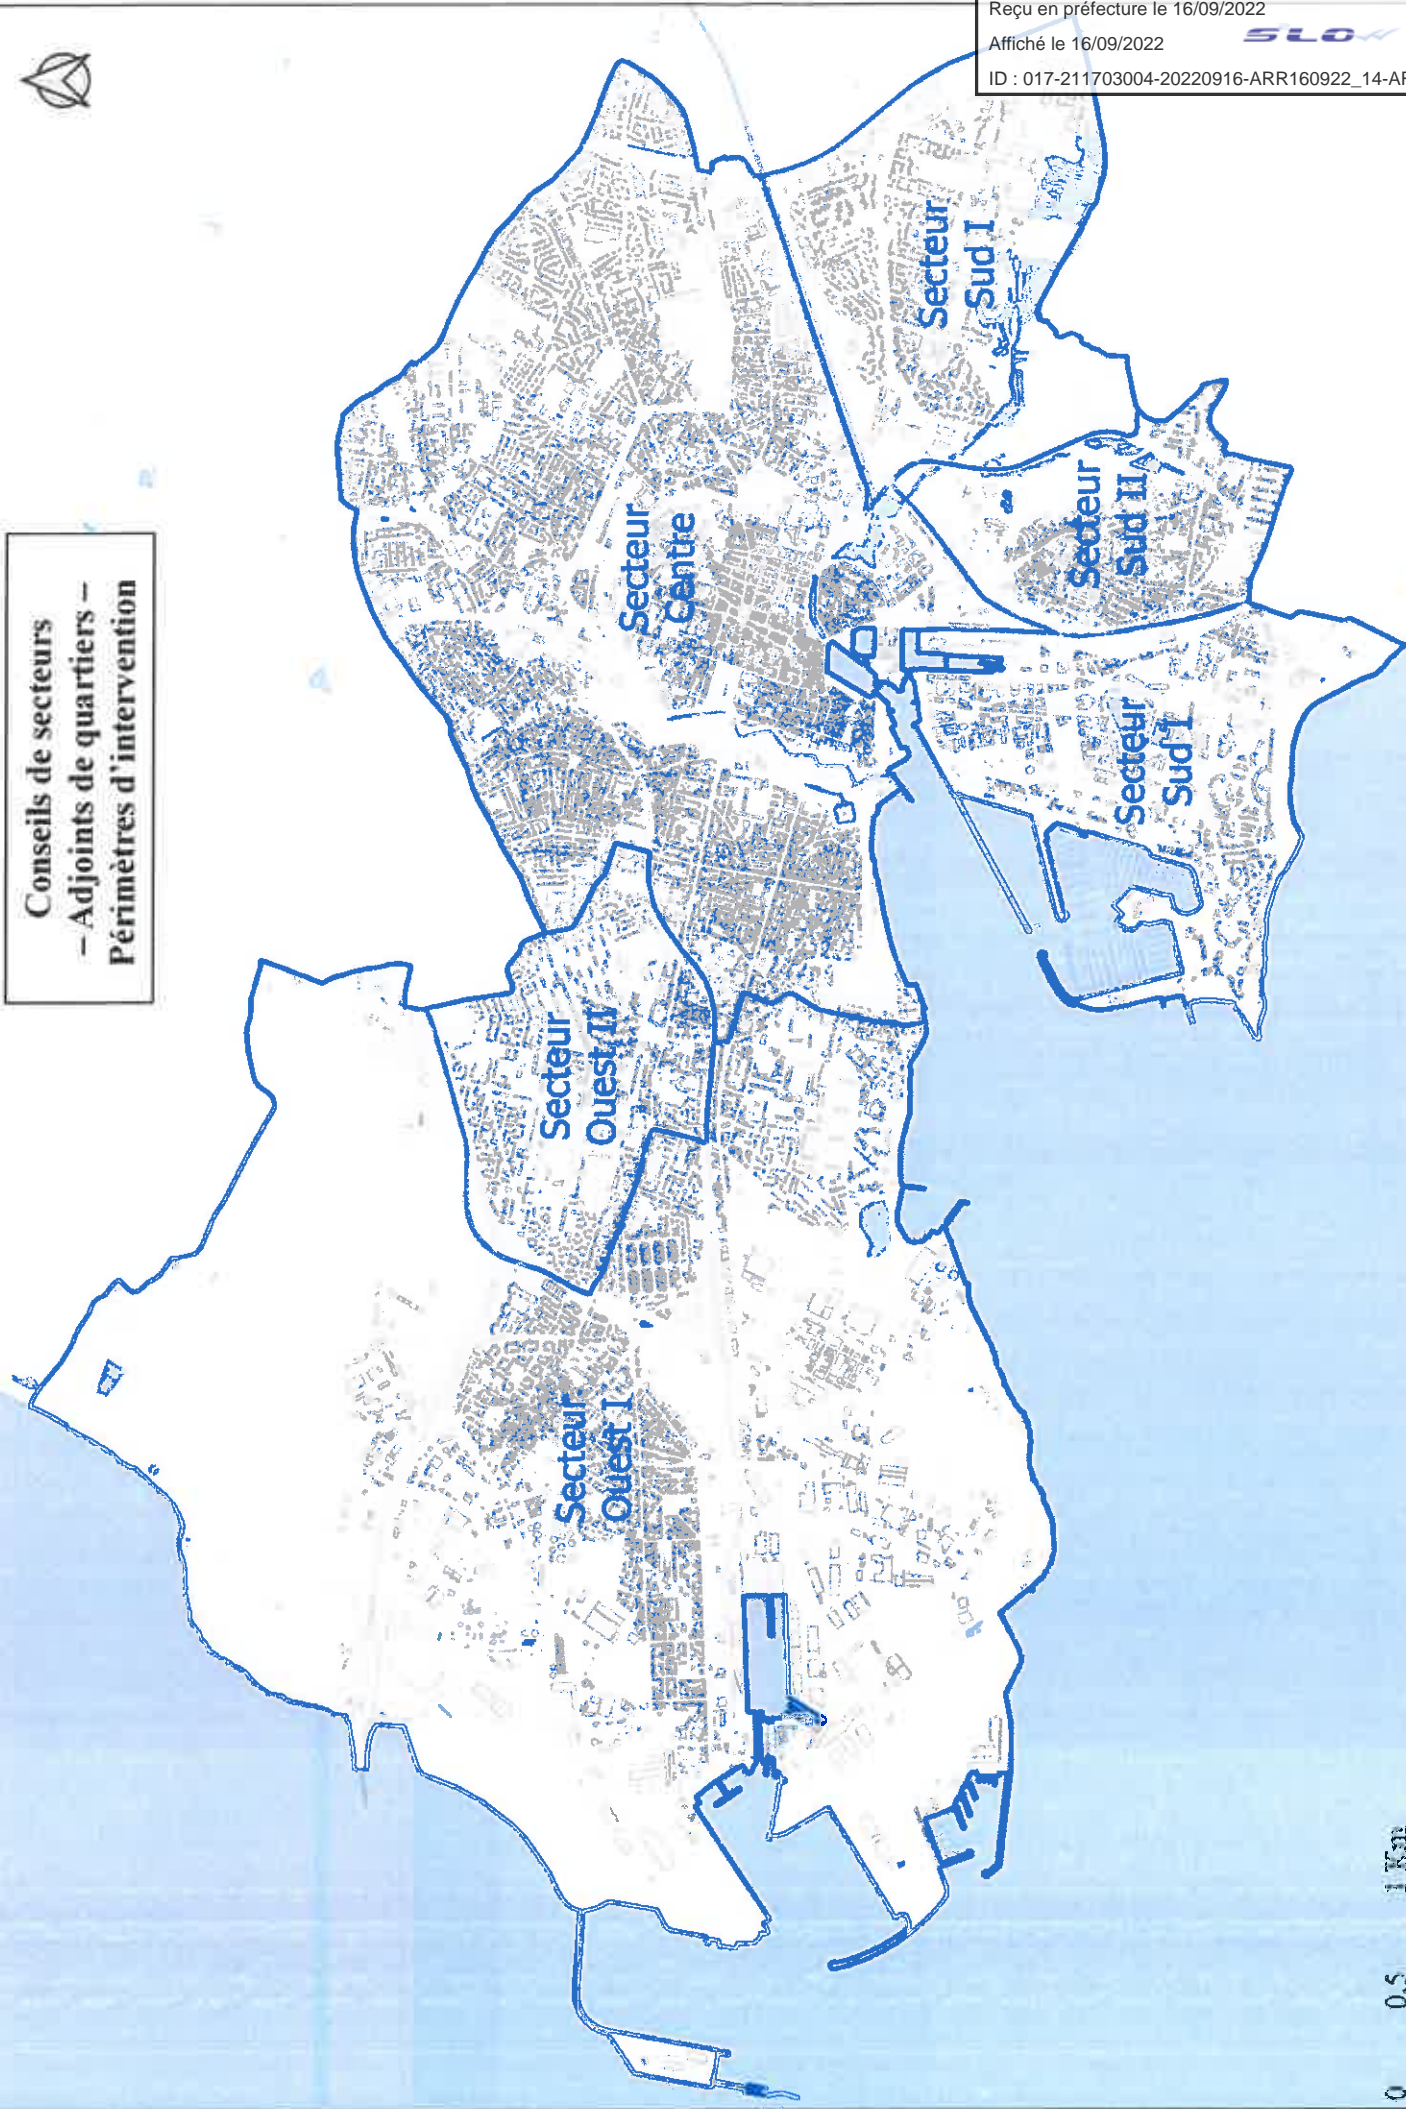 Reçu en préfecture le 16/09/2022
Affiché le 16/09/2022
SLO
ID : 017-211703004-20220916-ARR160922_14-AR
Conseils de secteurs
– Adjoints de quartiers –
Périmètres d'intervention
Secteur
Ouest I
Secteur
Ouest II
Secteur
Centre
Secteur
Sud I
Secteur
Sud II
Secteur
Sud I
0 0,5 1 Km